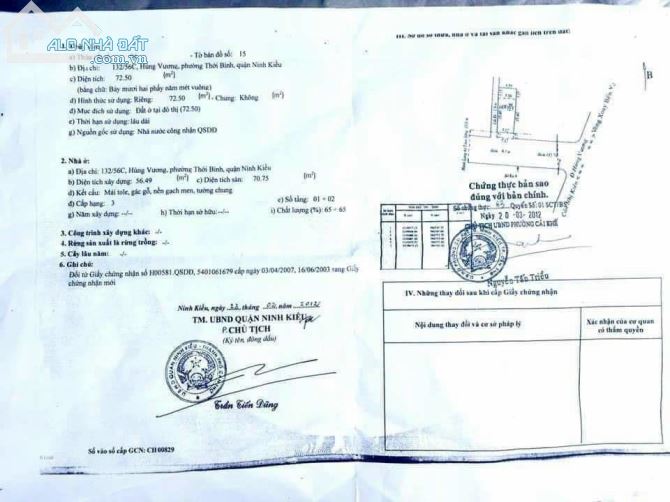 ALONHADAT
.com.vn
- Tờ bản đồ số: 15
b) Địa chỉ: 132/56C, Hùng Vương, phường Thới Bình, quận Ninh Kiều
c) Diện tích: 72.50 (m²)
(bằng chữ: Bảy mươi hai phẩy năm mét vuông)
d) Hình thức sử dụng: Riêng: 72.50 (m²) - Chung: Không (m²)
đ) Mục đích sử dụng: Đất ở tại đô thị (72.50)
e) Thời hạn sử dụng: lâu dài
g) Nguồn gốc sử dụng: Nhà nước công nhận QSDĐ
2. Nhà ở:
a) Địa chỉ: 132/56C, Hùng Vương, phường Thới Bình, quận Ninh Kiều
b) Diện tích xây dựng: 56.49 (m²) c) Diện tích sàn: 70.75 (m²)
d) Kết cấu: Mái tole, gác gỗ, nền gạch men, tường chung
đ) Cấp hạng: 3 e) Số tầng: 01 + 02
g) Năm xây dựng: -/- h) Thời hạn sở hữu: -/- i) Chất lượng (%): 65 - 65
3. Công trình xây dựng khác: -/-
4. Rừng sản xuất là rừng trồng: -/-
5. Cây lâu năm: -/-
6. Ghi chú:
Đổi từ Giấy chứng nhận số H00581.QSDĐ, 5401061679 cấp ngày 03/04/2007, 16/06/2003 sang Giấy
chứng nhận mới
Ninh Kiều, ngày tháng năm 2012
TM. UBND QUẬN NINH KIỀU
P.CHỦ TỊCH
(Ký tên, đóng dấu)
Trần Tiến Dũng
Số vào sổ cấp GCN: CH00829
III. Sơ đồ thửa đất, nhà ở và tài sản khác gắn liền trên đất:
B
Đ Hùng Vương
Chứng thực bản sao
đúng với bản chính.
Số chứng thực: Quyển Số: 01 SCT/BS
Ngày 20 -03- 2012
CHỦ TỊCH UBND PHƯỜNG CÁI KHẾ
Nguyễn Tấn Triều
IV. Những thay đổi sau khi cấp Giấy chứng nhận
Nội dung thay đổi và cơ sở pháp lý
Xác nhận của cơ quan
có thẩm quyền